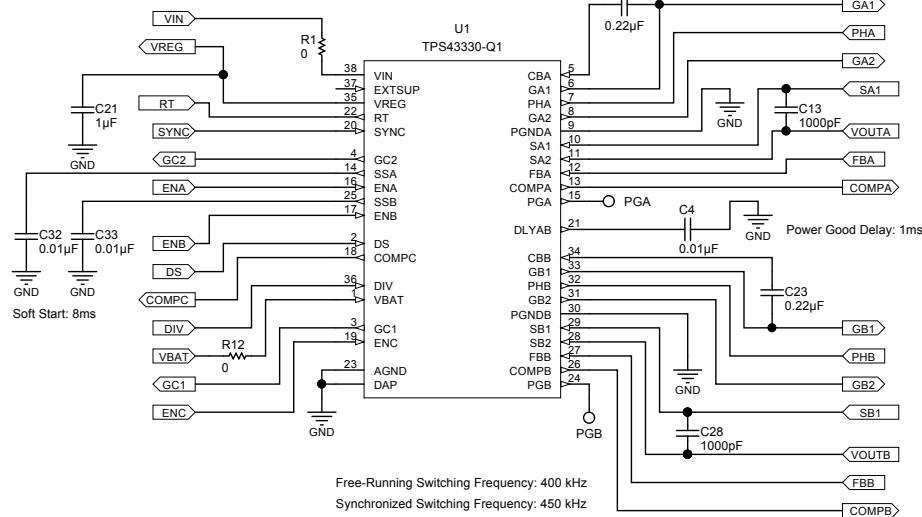 GA1
0.22µF
VIN
U1
TPS43330-Q1
PHA
VREG
R1
0
GA2
38 VIN
37 EXTSUP
35 VREG
22 RT
20 SYNC
4 GC2
14 SSA
16 ENA
25 SSB
17 ENB
2 DS
18 COMPC
36 DIV
1 VBAT
3 GC1
19 ENC
23 AGND
DAP
CBA 5
GA1 6
PHA 7
GA2 8
PGNDA 9
SA1 10
SA2 11
FBA 12
COMPA 13
PGA 15
DLYAB 21
CBB 34
GB1 33
PHB 32
GB2 31
PGNDB 30
SB1 29
SB2 28
FBB 27
COMPB 26
PGB 24
C21
1µF
GND
RT
SYNC
GC2
ENA
C32
0.01µF
GND
C33
0.01µF
GND
Soft Start: 8ms
ENB
DS
COMPC
DIV
VBAT
R12
0
GC1
ENC
GND
GND
SA1
C13
1000pF
VOUTA
FBA
COMPA
PGA
C4
0.01µF
GND
Power Good Delay: 1ms
C23
0.22µF
GB1
PHB
GND
GB2
SB1
PGB
C28
1000pF
VOUTB
FBB
COMPB
Free-Running Switching Frequency: 400 kHz
Synchronized Switching Frequency: 450 kHz